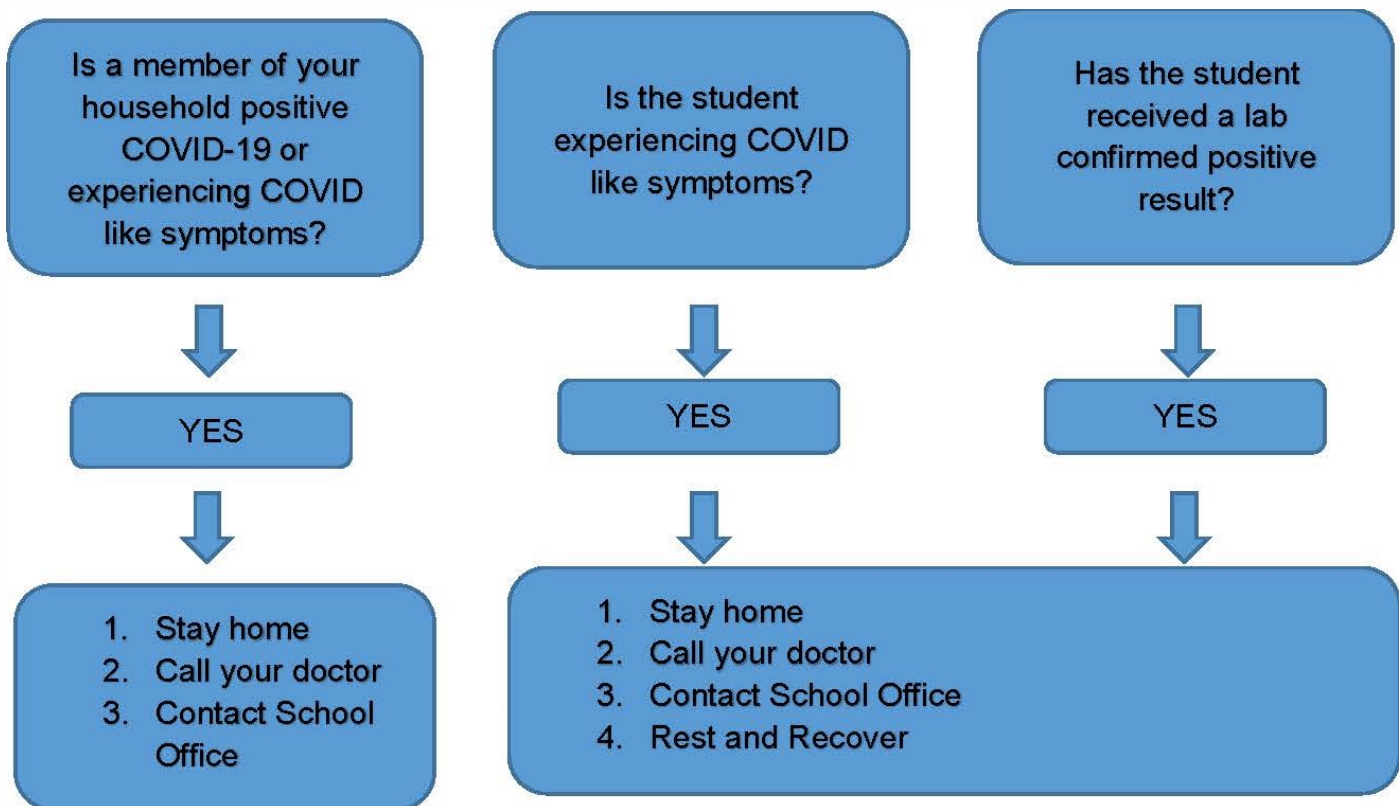 Is a member of your
household positive
COVID-19 or
experiencing COVID
like symptoms?
Is the student
experiencing COVID
like symptoms?
Has the student
received a lab
confirmed positive
result?
YES
YES
YES
1. Stay home
2. Call your doctor
3. Contact School
Office
1. Stay home
2. Call your doctor
3. Contact School Office
4. Rest and Recover